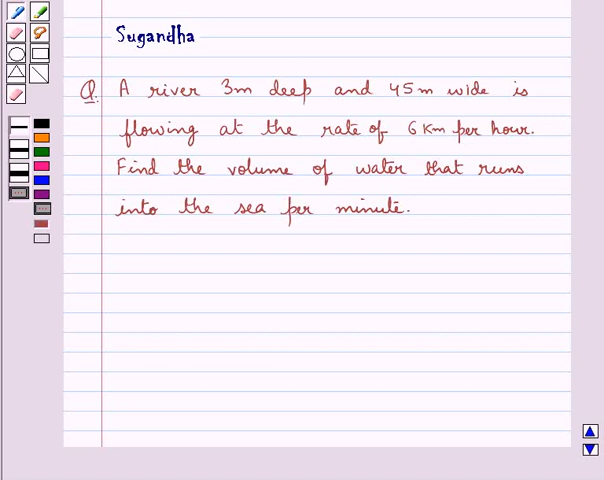 Sugandha
Q. A river 3m deep and 45m wide is
flowing at the rate of 6 Km per hour.
Find the volume of water that runs
into the sea per minute.